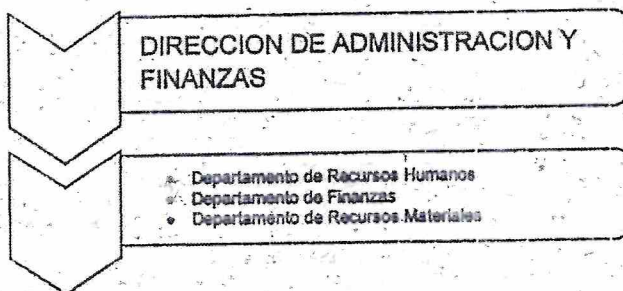 DIRECCION DE ADMINISTRACION Y
FINANZAS
Departamento de Recursos Humanos
Departamento de Finanzas
Departamento de Recursos Materiales